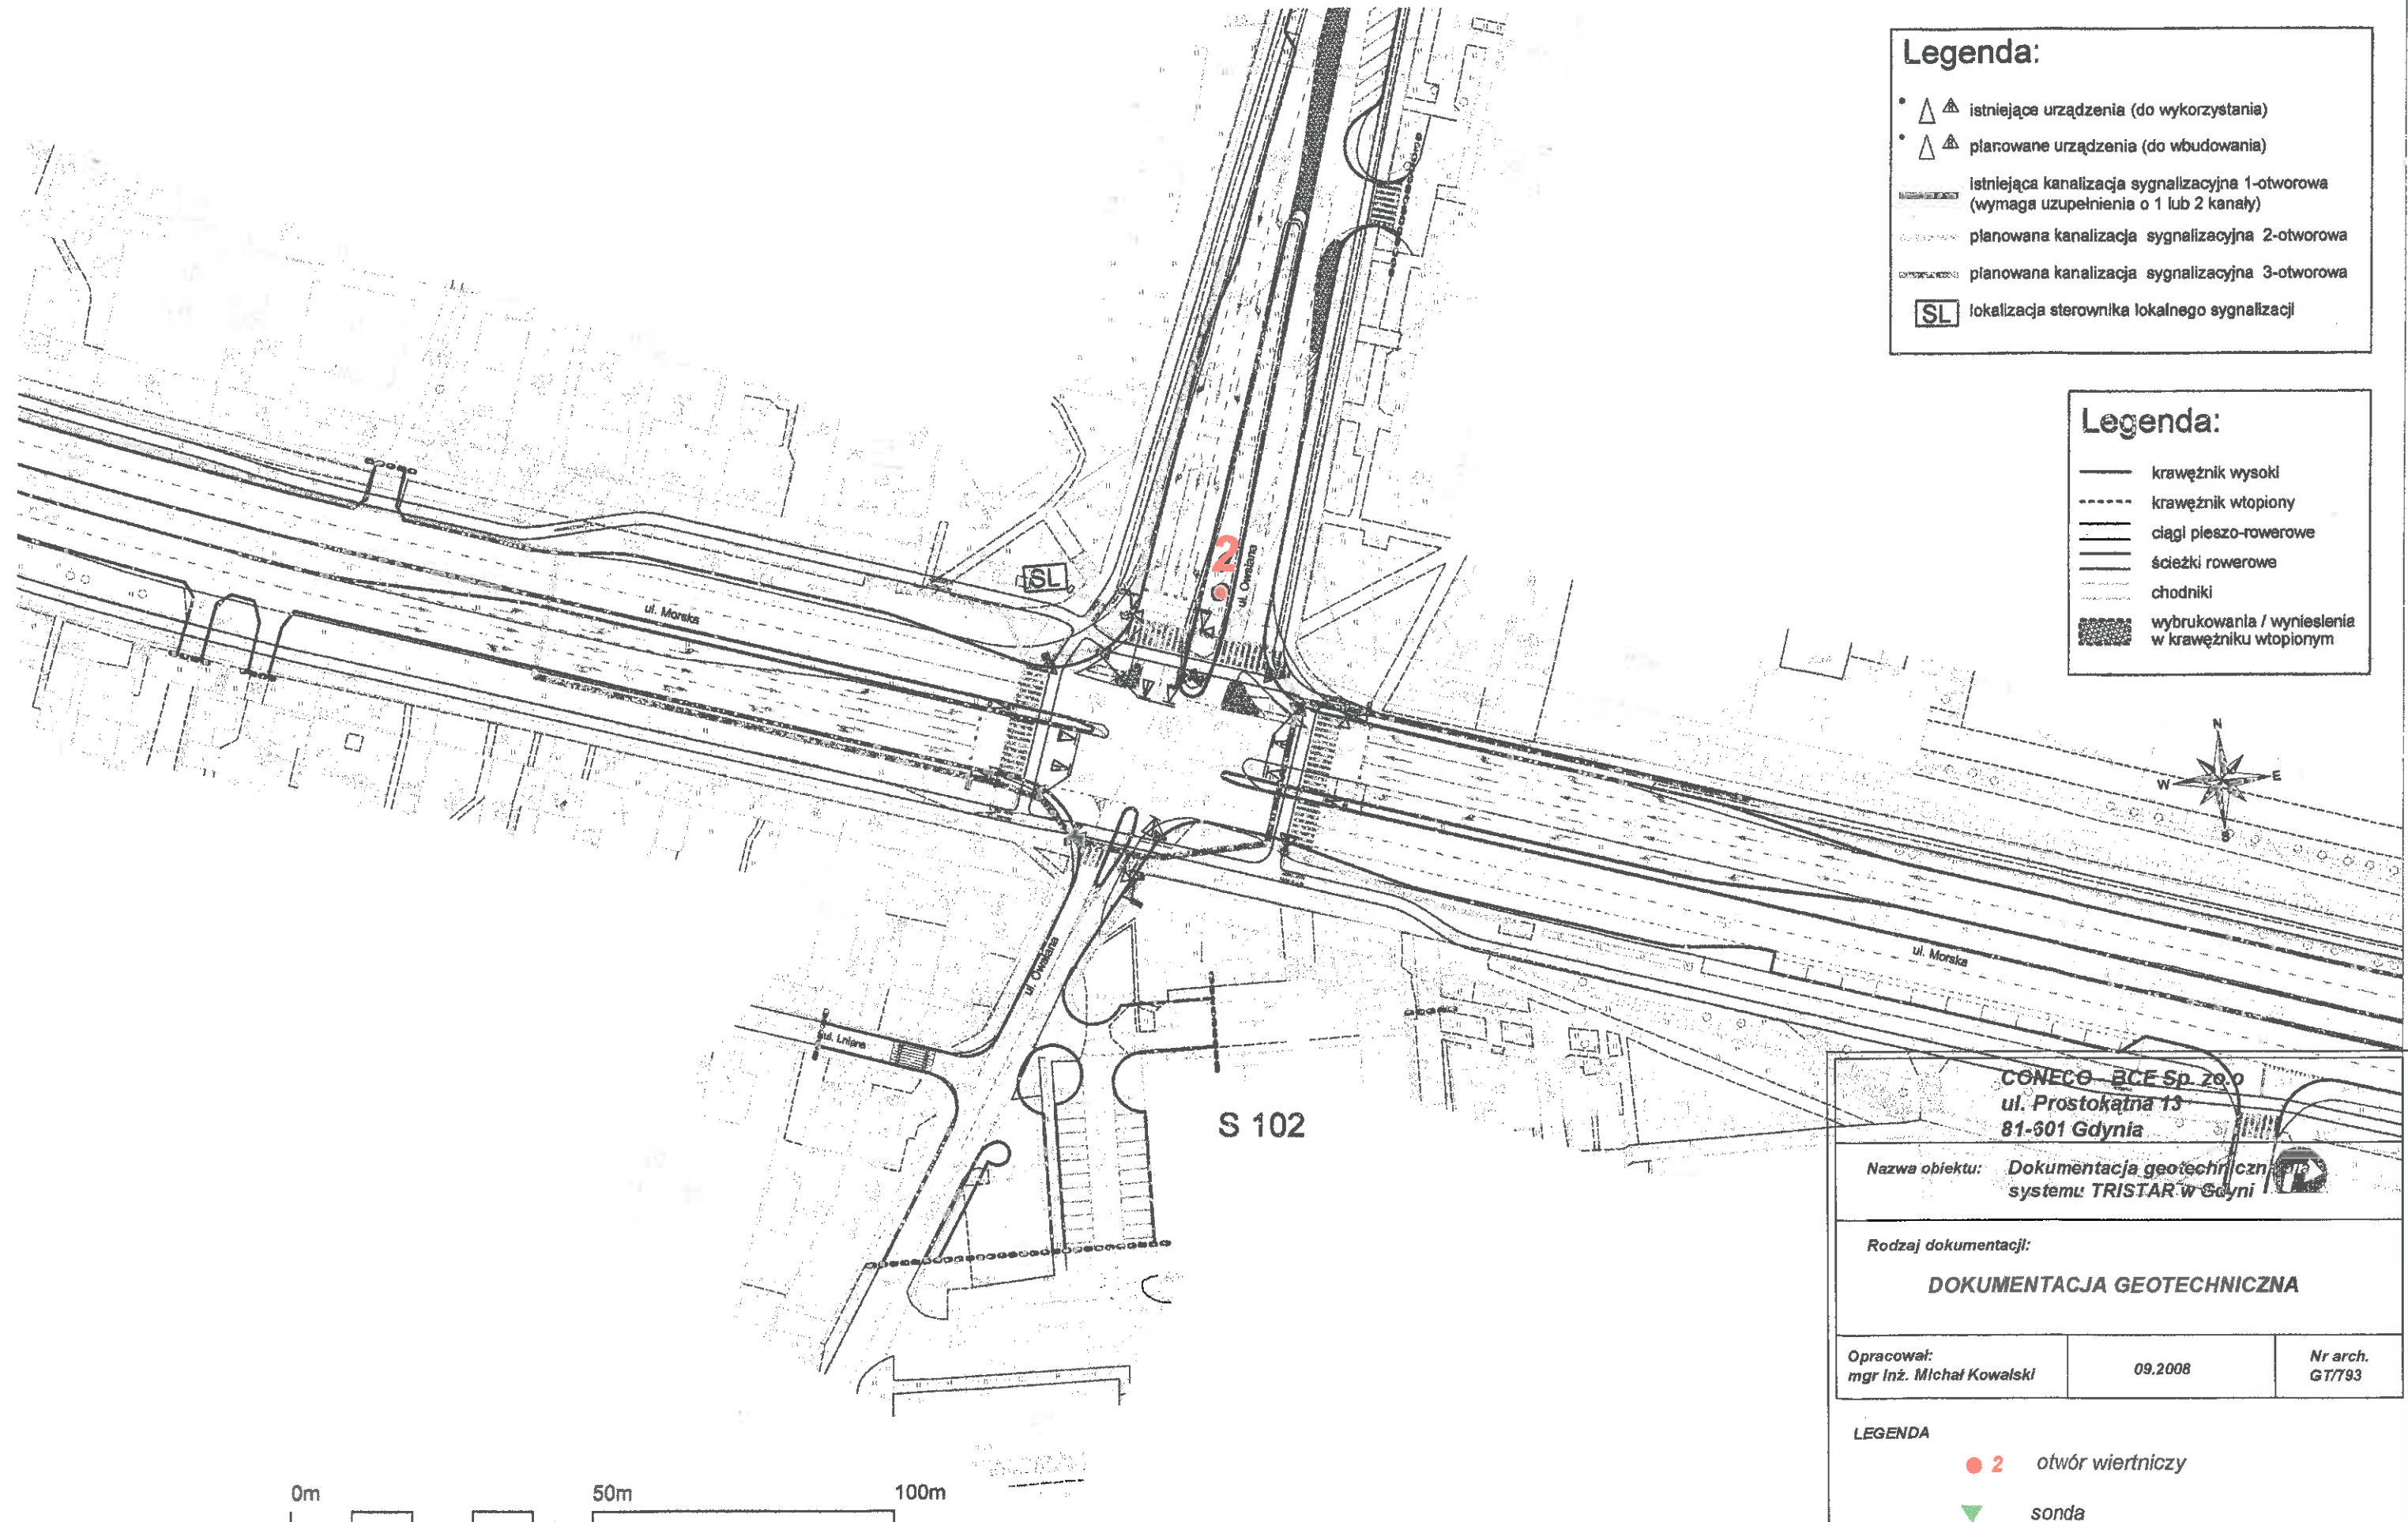 Legenda:
istniejące urządzenia (do wykorzystania)
planowane urządzenia (do wbudowania)
istniejąca kanalizacja sygnalizacyjna 1-otworowa
(wymaga uzupełnienia o 1 lub 2 kanały)
planowana kanalizacja sygnalizacyjna 2-otworowa
planowana kanalizacja sygnalizacyjna 3-otworowa
SL lokalizacja sterownika lokalnego sygnalizacji
Legenda:
krawężnik wysoki
krawężnik wtopiony
ciągi pieszo-rowerowe
ścieżki rowerowe
chodniki
wybrukowania / wyniesienia
w krawężniku wtopionym
2
ul. Owsiana
SL
ul. Morska
N
W
E
S
ul. Morska
ul. Owsiana
ul. Lniana
S 102
CONECO - BCE Sp. zo.o
ul. Prostokątna 13
81-601 Gdynia
Nazwa obiektu: Dokumentacja geotechniczn
systemu TRISTAR w Gdyni
Rodzaj dokumentacji:
DOKUMENTACJA GEOTECHNICZNA
Opracował:
mgr inż. Michał Kowalski
09.2008
Nr arch.
GT/793
LEGENDA
2 otwór wiertniczy
sonda
0m 50m 100m